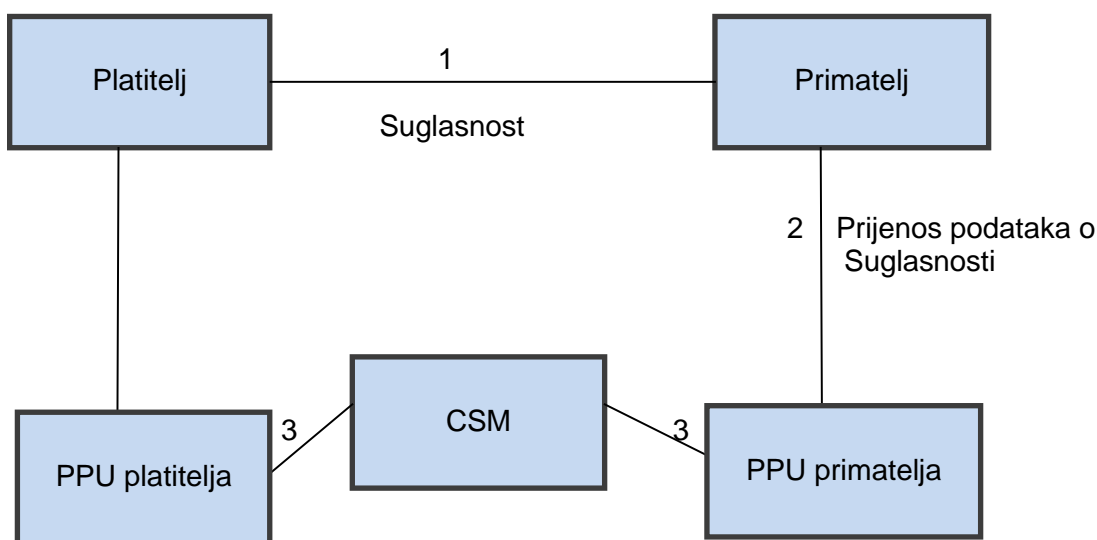 1
Platitelj
Primatelj
Suglasnost
2 Prijenos podataka o
Suglasnosti
CSM
3
3
PPU platitelja
PPU primatelja